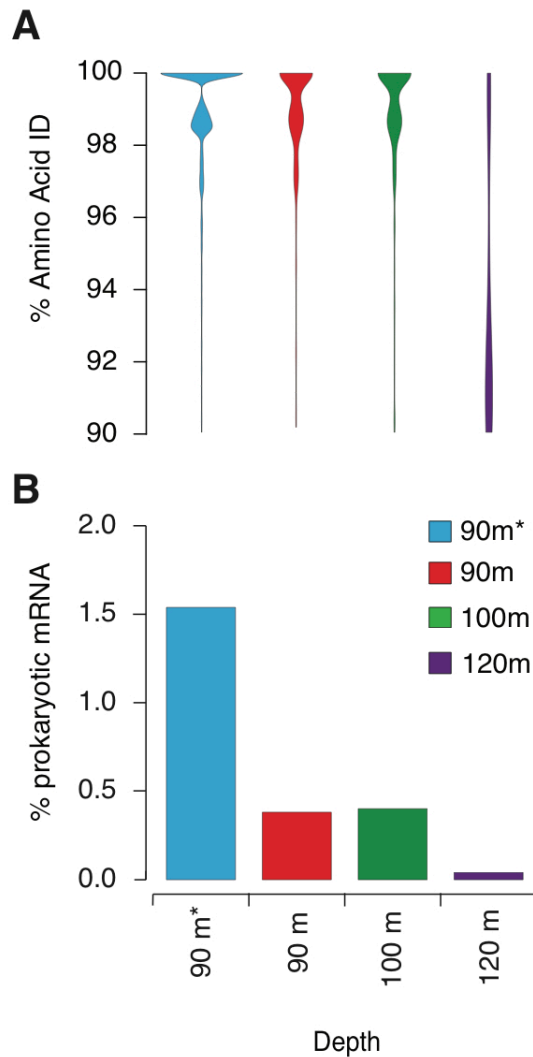 A
% Amino Acid ID
100
98
96
94
92
90
B
% prokaryotic mRNA
2.0
1.5
1.0
0.5
0.0
90m*
90m
100m
120m
90 m*
90 m
100 m
120 m
Depth